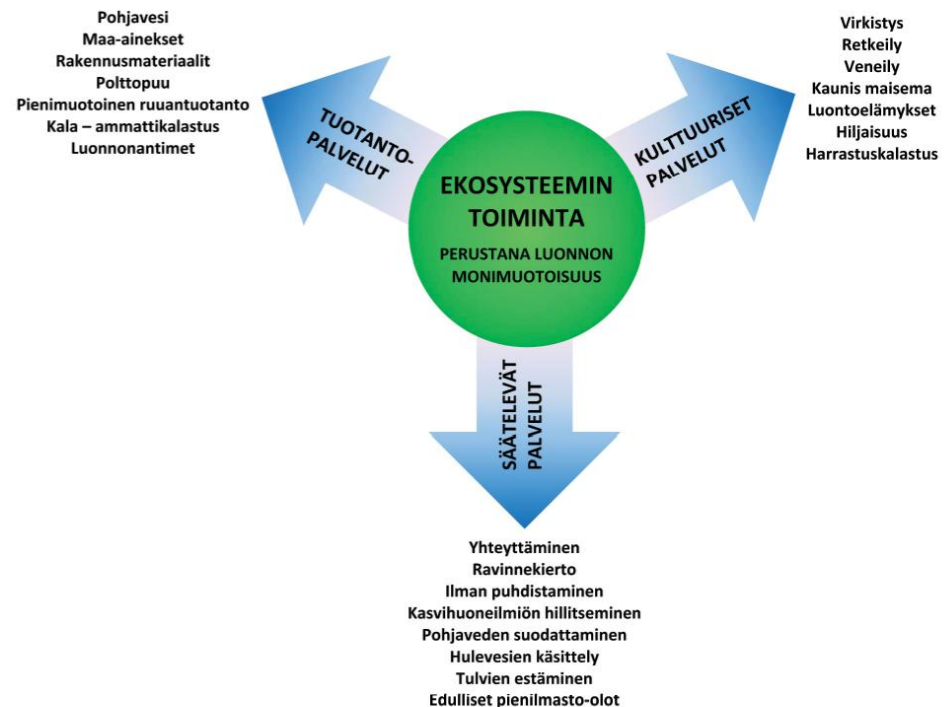 Pohjavesi
Maa-ainekset
Rakennusmateriaalit
Polttopuu
Pienimuotoinen ruuantuotanto
Kala – ammattikalastus
Luonnonantimet
TUOTANTO-
PALVELUT
Virkistys
Retkeily
Veneily
Kaunis maisema
Luontoelämykset
Hiljaisuus
Harrastuskalastus
KULTTUURISET
PALVELUT
EKOSYSTEEMIN
TOIMINTA
PERUSTANA LUONNON
MONIMUOTOISUUS
SÄÄTELEVÄT
PALVELUT
Yhteyttäminen
Ravinnekierto
Ilman puhdistaminen
Kasvihuoneilmiön hillitseminen
Pohjaveden suodattaminen
Hulevesien käsittely
Tulvien estäminen
Edulliset pienilmasto-olot